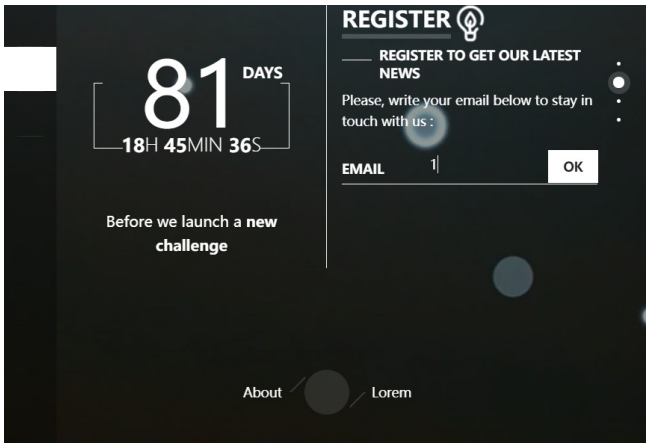 81 DAYS
18H 45MIN 36S
Before we launch a new
challenge
REGISTER
REGISTER TO GET OUR LATEST
NEWS
Please, write your email below to stay in
touch with us :
EMAIL 1 OK
About Lorem